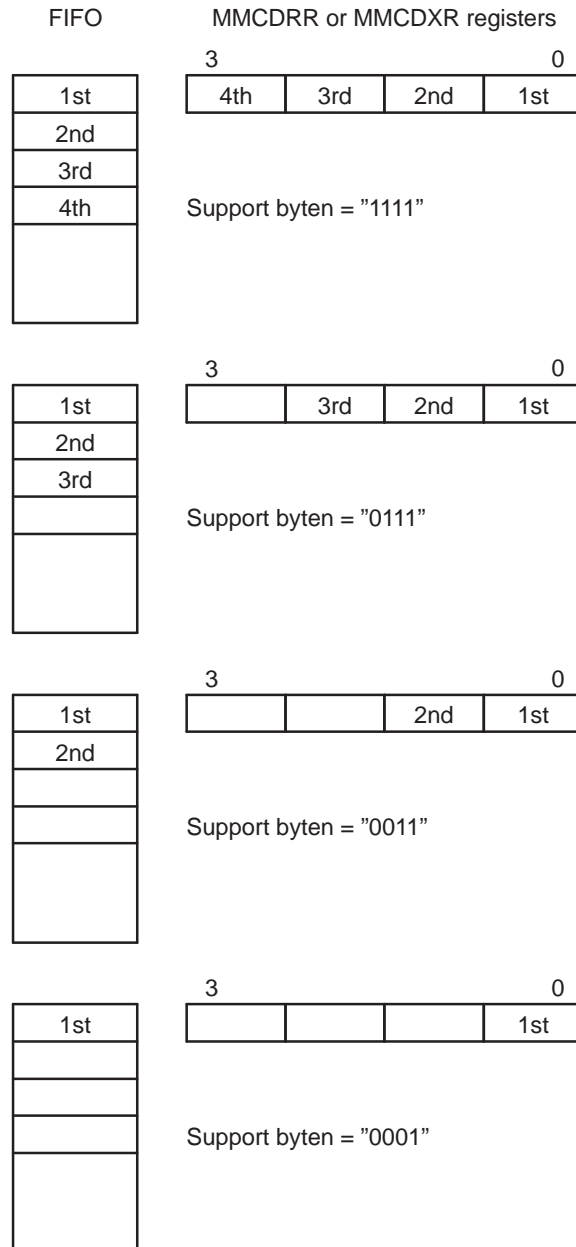 FIFO MMCDRR or MMCDXR registers
3 0
1st 4th 3rd 2nd 1st
2nd
3rd
4th Support byten = ”1111”
3 0
1st 3rd 2nd 1st
2nd
3rd
Support byten = ”0111”
3 0
1st 2nd 1st
2nd
Support byten = ”0011”
3 0
1st 1st
Support byten = ”0001”